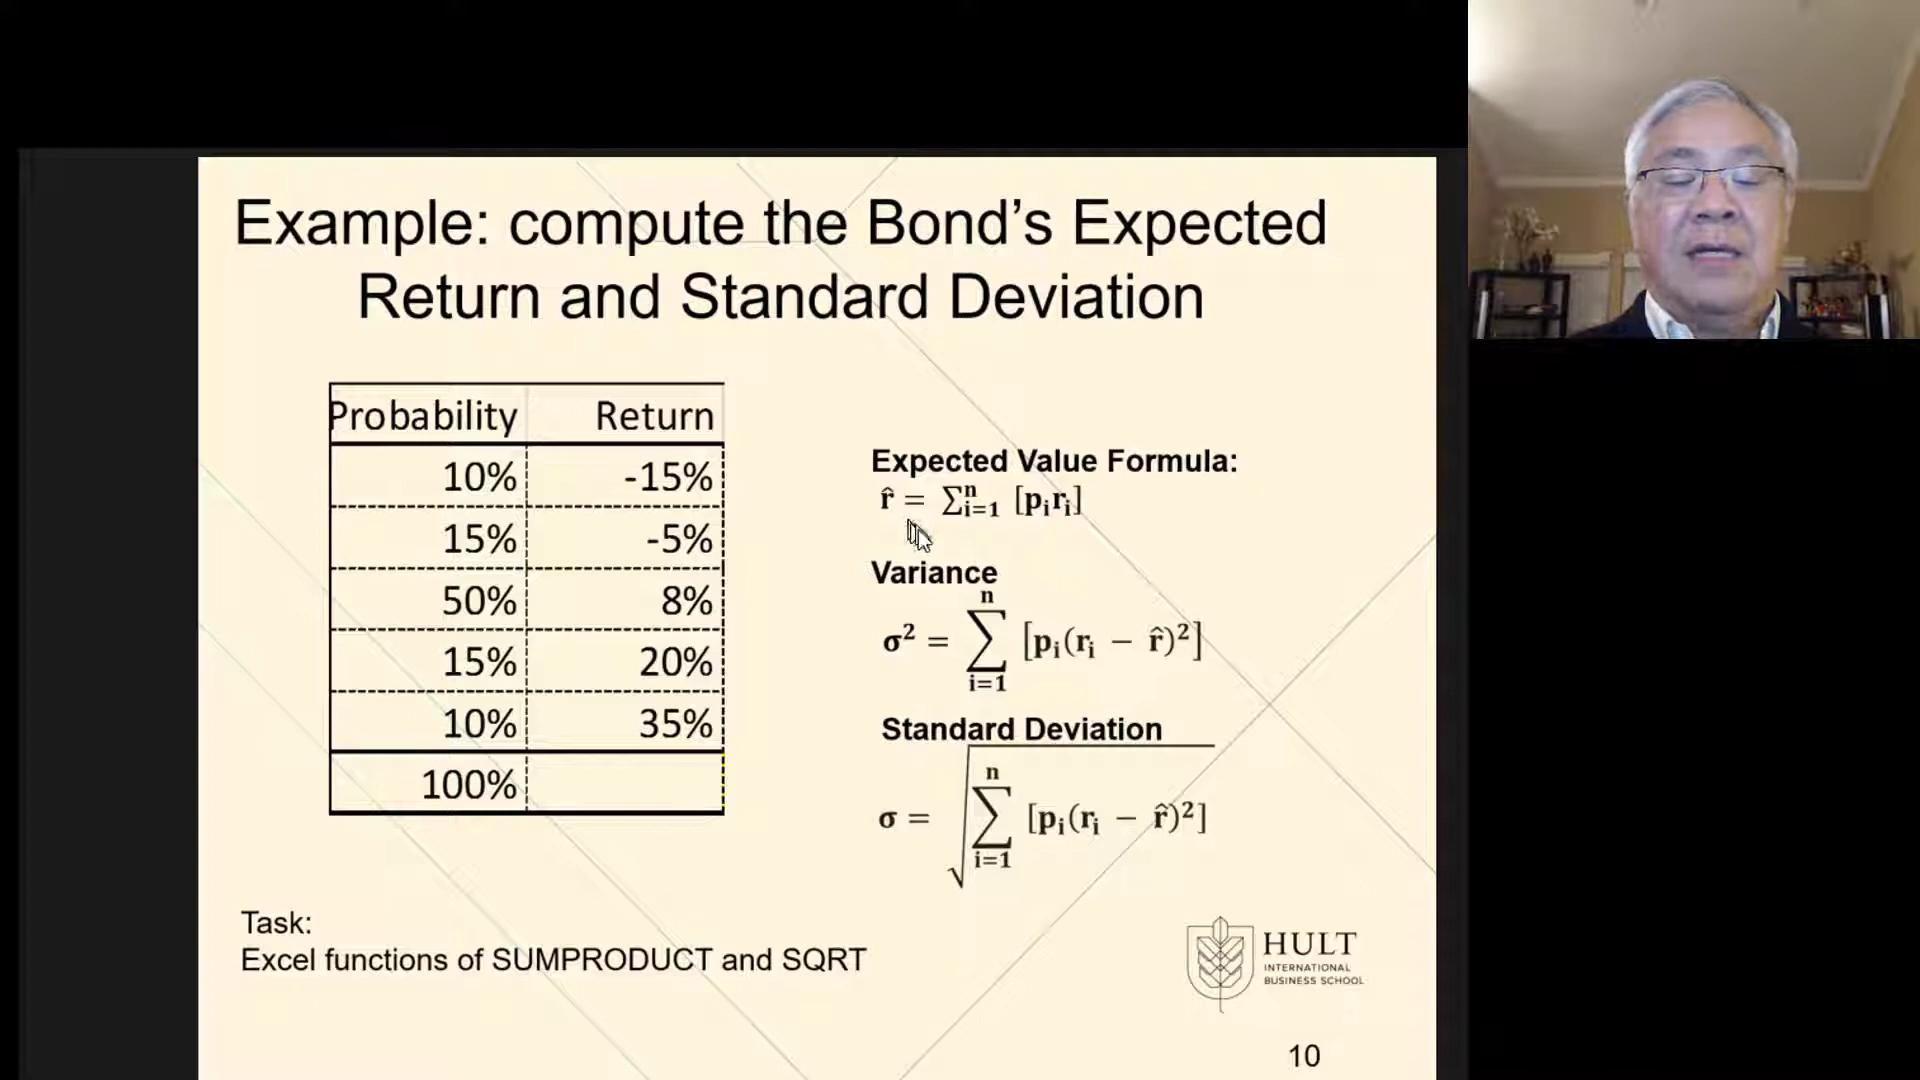 Example: compute the Bond’s Expected
Return and Standard Deviation
Probability Return
10% -15%
15% -5%
50% 8%
15% 20%
10% 35%
100%
Expected Value Formula:
r̂ = ∑ⁿᵢ₌₁ [pᵢrᵢ]
Variance
σ² = ∑ⁿᵢ₌₁ [pᵢ(rᵢ − r̂)²]
Standard Deviation
σ = √∑ⁿᵢ₌₁ [pᵢ(rᵢ − r̂)²]
Task:
Excel functions of SUMPRODUCT and SQRT
HULT
INTERNATIONAL
BUSINESS SCHOOL
10